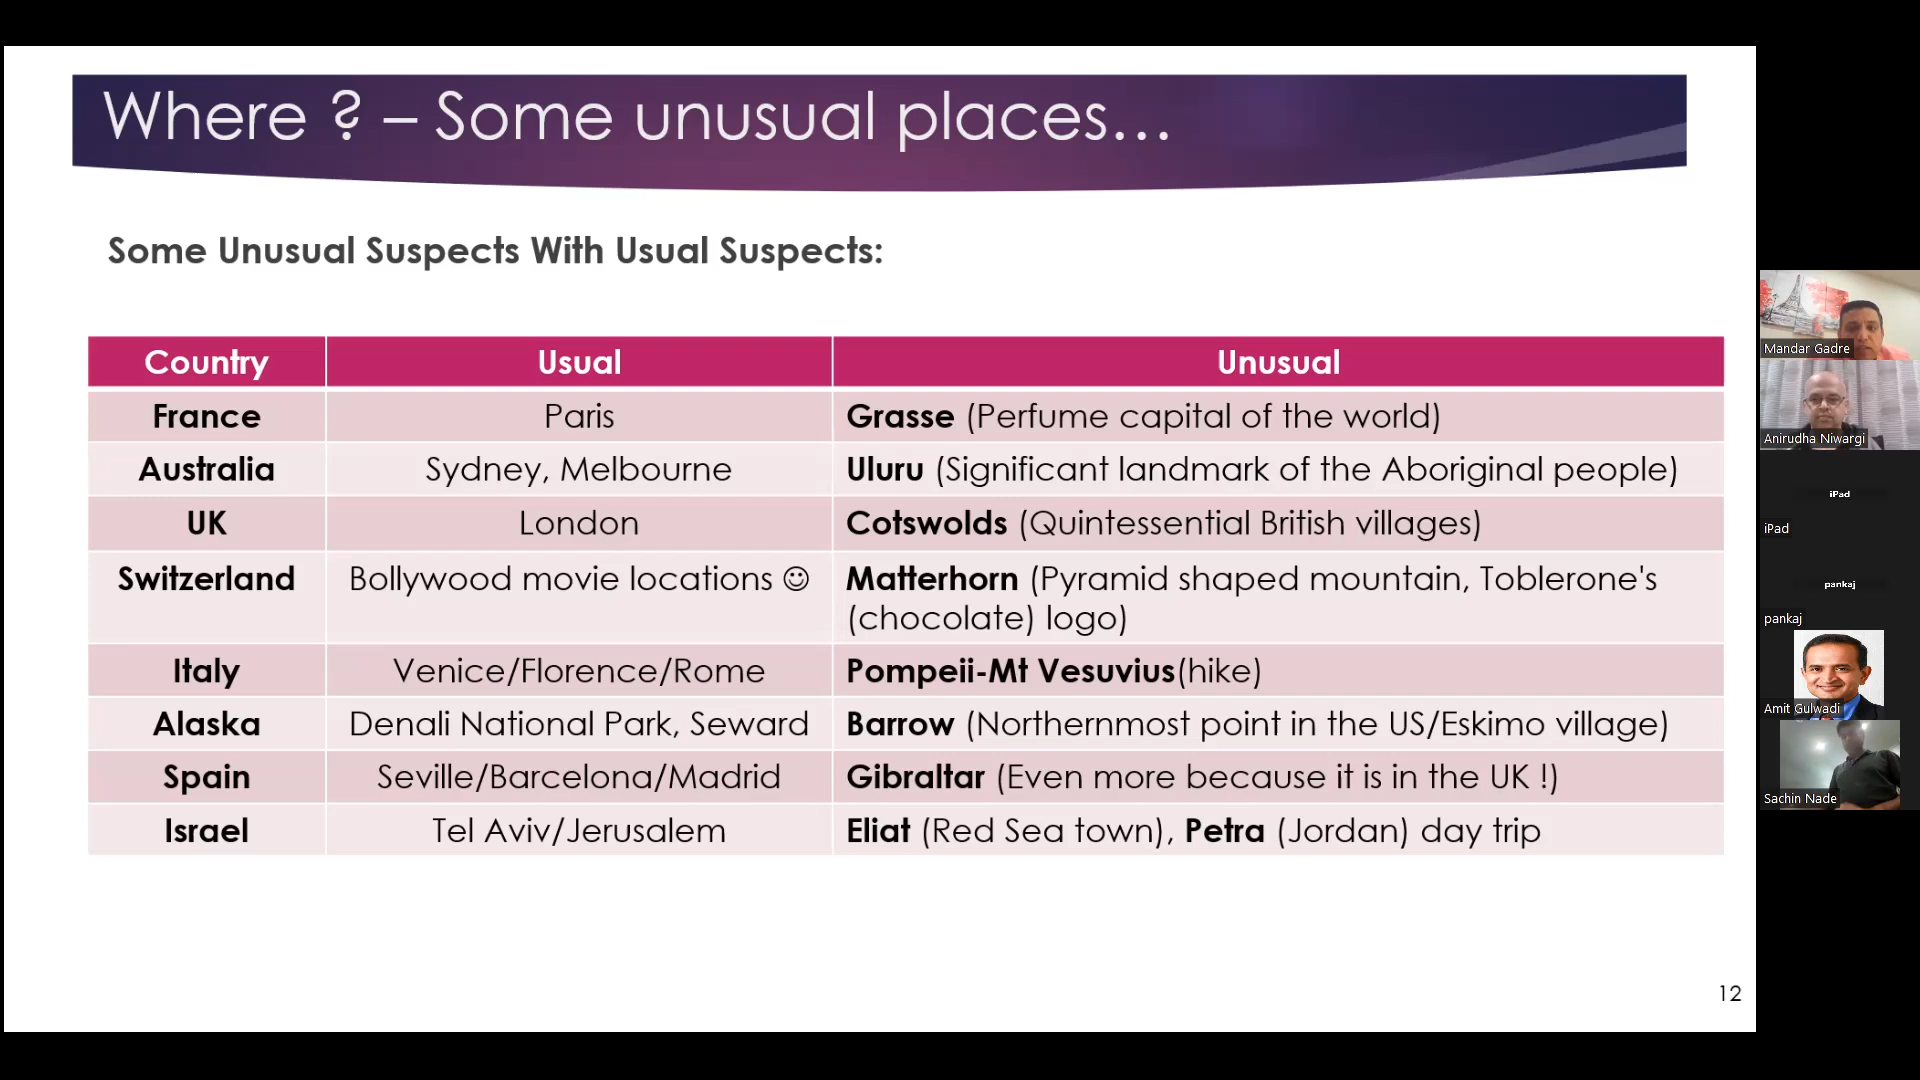 Where ? – Some unusual places...
Some Unusual Suspects With Usual Suspects:
Country Usual Unusual
France Paris Grasse (Perfume capital of the world)
Australia Sydney, Melbourne Uluru (Significant landmark of the Aboriginal people)
UK London Cotswolds (Quintessential British villages)
Switzerland Bollywood movie locations ☺ Matterhorn (Pyramid shaped mountain, Toblerone's
(chocolate) logo)
Italy Venice/Florence/Rome Pompeii-Mt Vesuvius(hike)
Alaska Denali National Park, Seward Barrow (Northernmost point in the US/Eskimo village)
Spain Seville/Barcelona/Madrid Gibraltar (Even more because it is in the UK !)
Israel Tel Aviv/Jerusalem Eliat (Red Sea town), Petra (Jordan) day trip
12
Mandar Gadre
Anirudha Niwargi
iPad
iPad
pankaj
pankaj
Amit Gulwadi
Sachin Nade